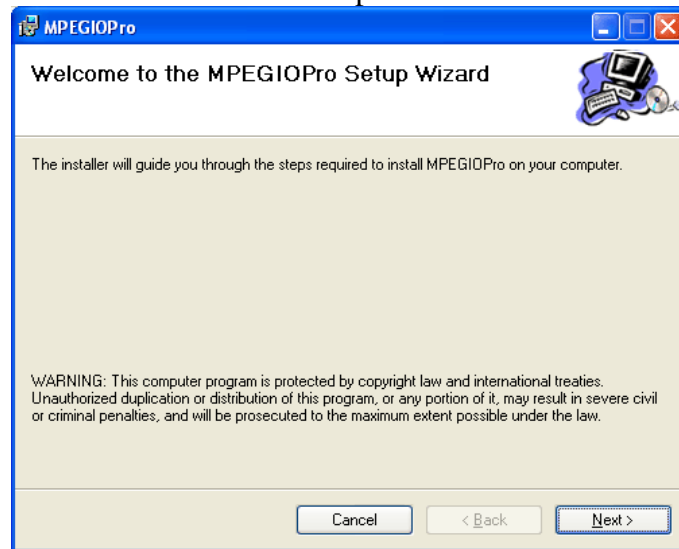 MPEGIOPro
Welcome to the MPEGIOPro Setup Wizard
The installer will guide you through the steps required to install MPEGIOPro on your computer.
WARNING: This computer program is protected by copyright law and international treaties.
Unauthorized duplication or distribution of this program, or any portion of it, may result in severe civil
or criminal penalties, and will be prosecuted to the maximum extent possible under the law.
Cancel
< Back
Next >